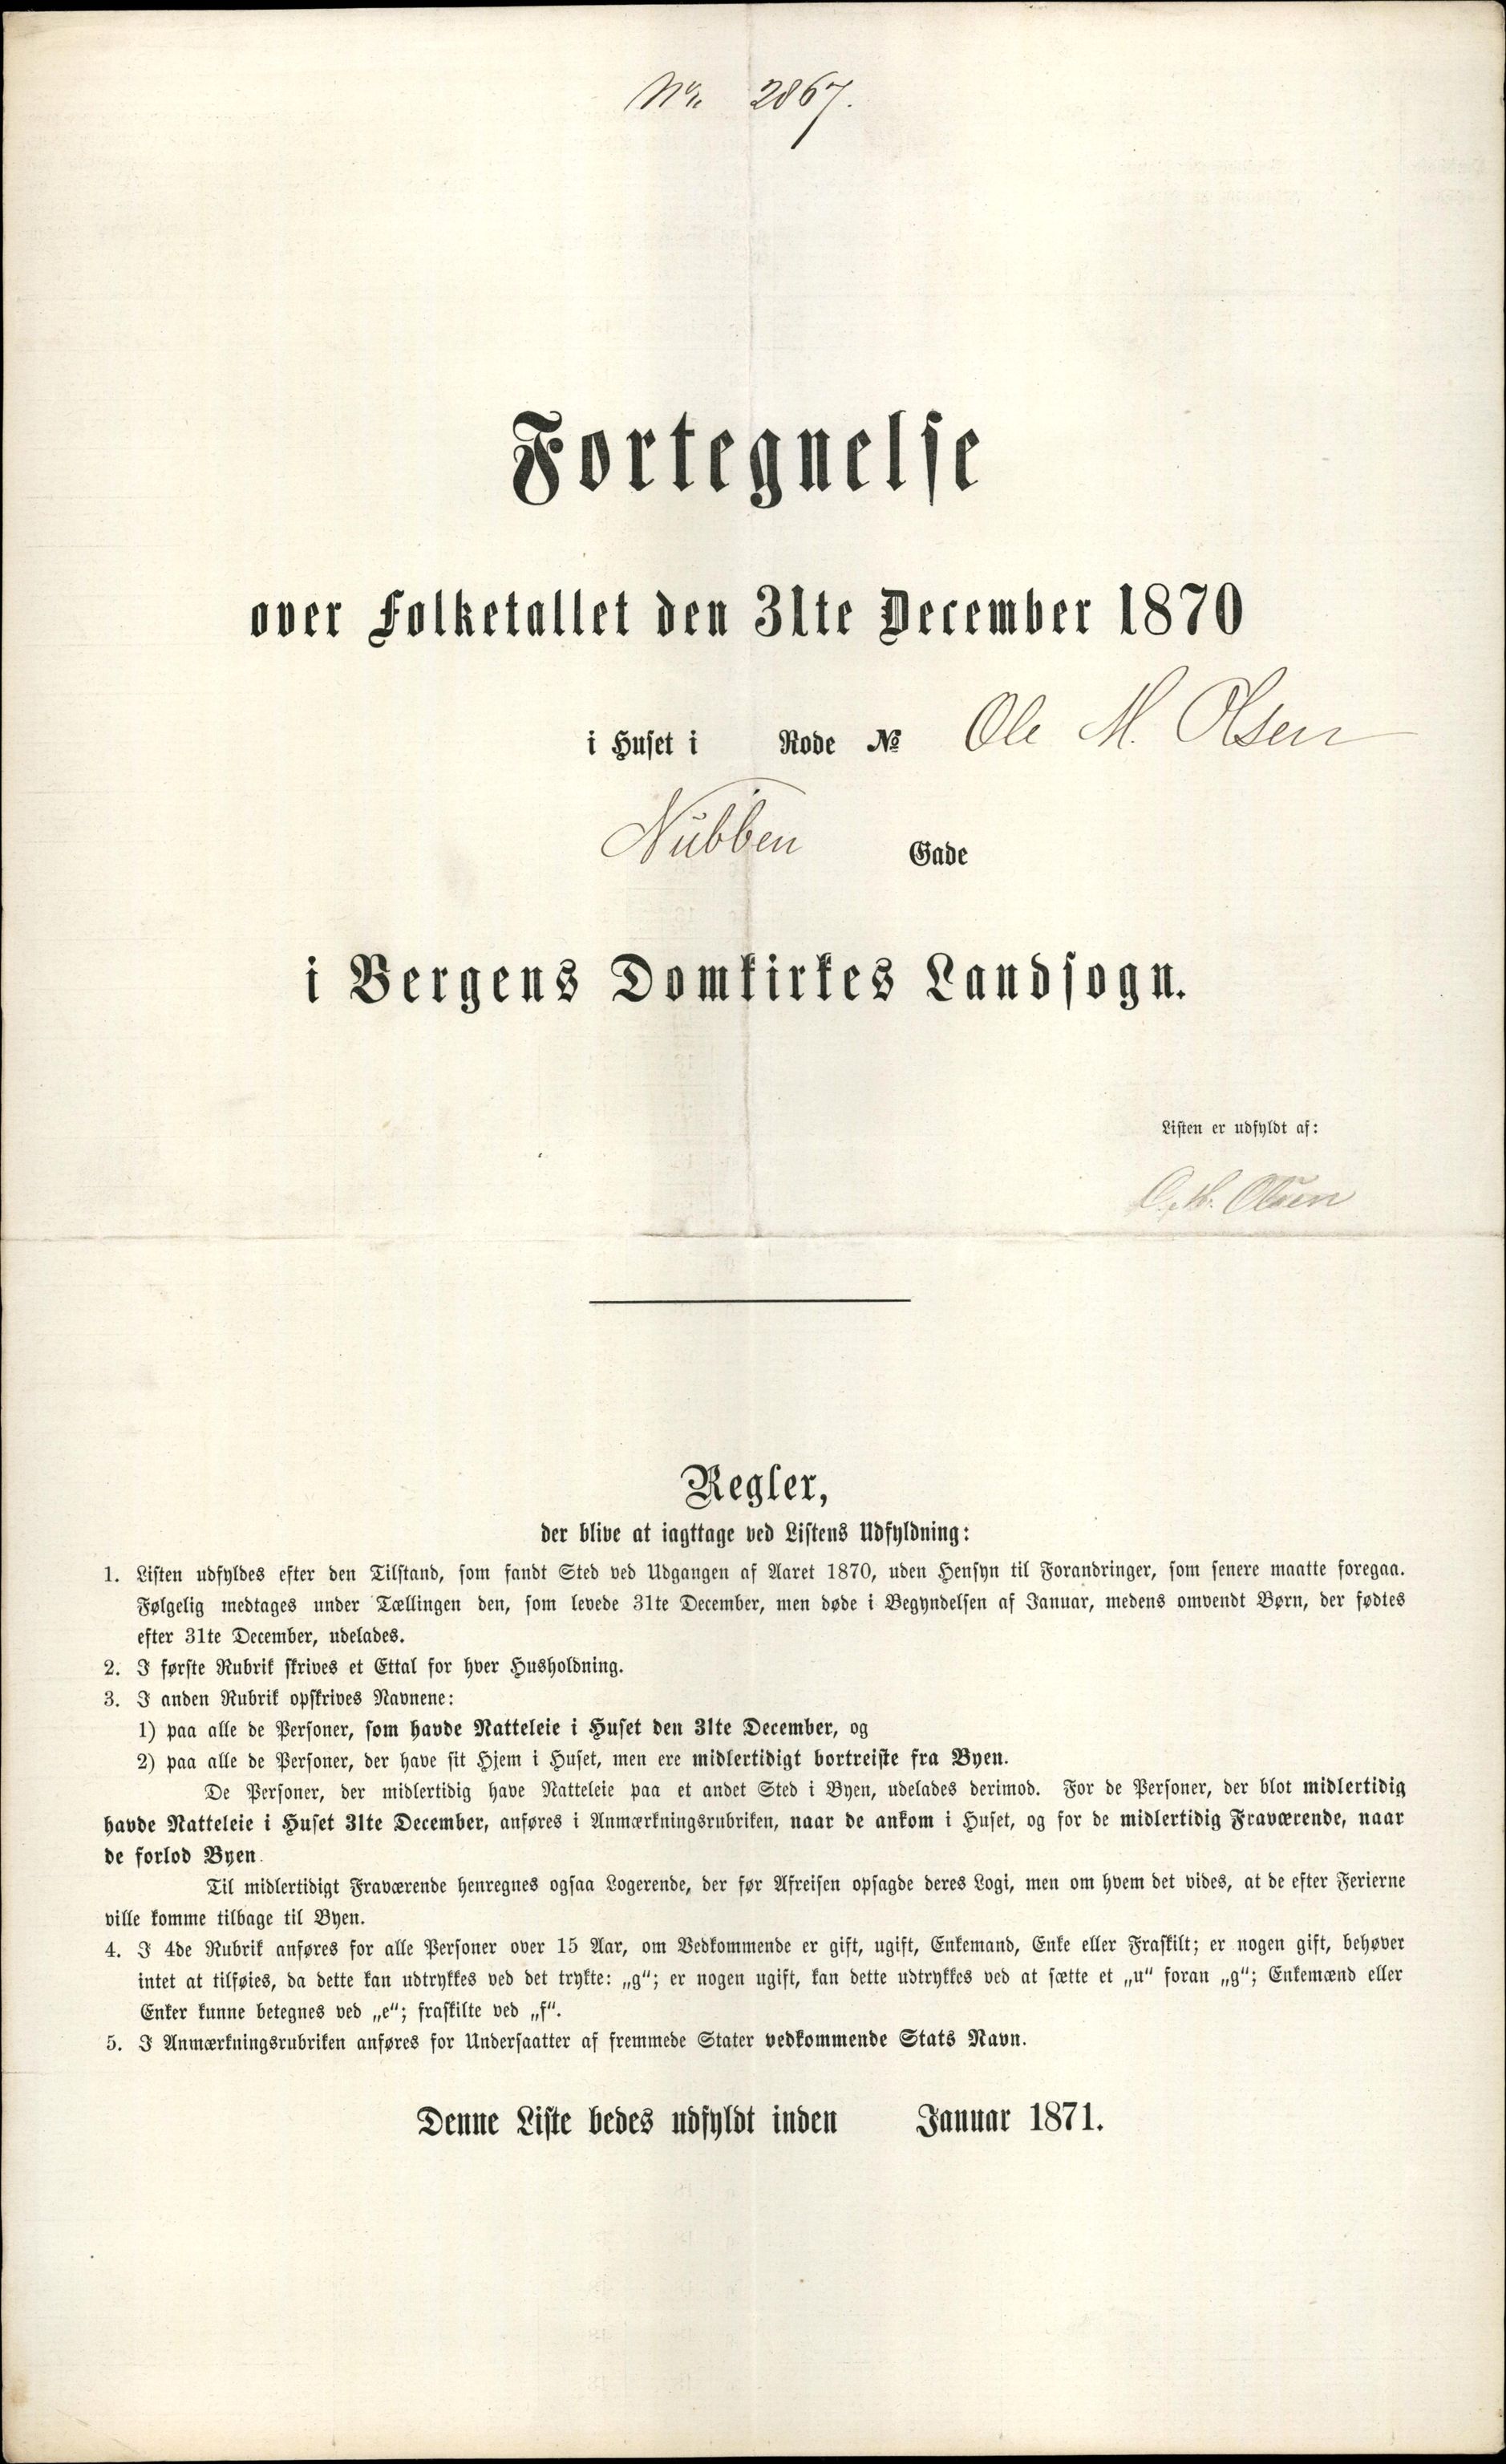 Nr. 2867.
Fortegnelse
over Folketallet den 31te December 1870
i Huset i Rode No Ole M. Olsen
Nubben Gade
i Bergens Domkirkes Landsogn.
Listen er udfyldt af:
O. M. Olsen
Regler,
der blive at iagttage ved Listens Udfyldning:
1. Listen udfyldes efter den Tilstand, som fandt Sted ved Udgangen af Aaret 1870, uden Hensyn til Forandringer, som senere maatte foregaa.
Følgelig medtages under Tællingen den, som levede 31te December, men døde i Begyndelsen af Januar, medens omvendt Børn, der fødtes
efter 31te December, udelades.
2. I første Rubrik skrives et Ettal for hver Husholdning.
3. I anden Rubrik opskrives Navnene:
1) paa alle de Personer, som havde Natteleie i Huset den 31te December, og
2) paa alle de Personer, der have sit Hjem i Huset, men ere midlertidigt bortreiste fra Byen.
De Personer, der midlertidig have Natteleie paa et andet Sted i Byen, udelades derimod. For de Personer, der blot midlertidig
havde Natteleie i Huset 31te December, anføres i Anmærkningsrubriken, naar de ankom i Huset, og for de midlertidig Fraværende, naar
de forlod Byen.
Til midlertidigt Fraværende henregnes ogsaa Logerende, der før Afreisen opsagde deres Logi, men om hvem det vides, at de efter Ferierne
ville komme tilbage til Byen.
4. I 4de Rubrik anføres for alle Personer over 15 Aar, om Vedkommende er gift, ugift, Enkemand, Enke eller Fraskilt; er nogen gift, behøver
intet at tilføies, da dette kan udtrykkes ved det trykte: „g“; er nogen ugift, kan dette udtrykkes ved at sætte et „u“ foran „g“; Enkemænd eller
Enker kunne betegnes ved „e“; fraskilte ved „f“.
5. I Anmærkningsrubriken anføres for Undersaatter af fremmede Stater vedkommende Stats Navn.
Denne Liste bedes udfyldt inden Januar 1871.